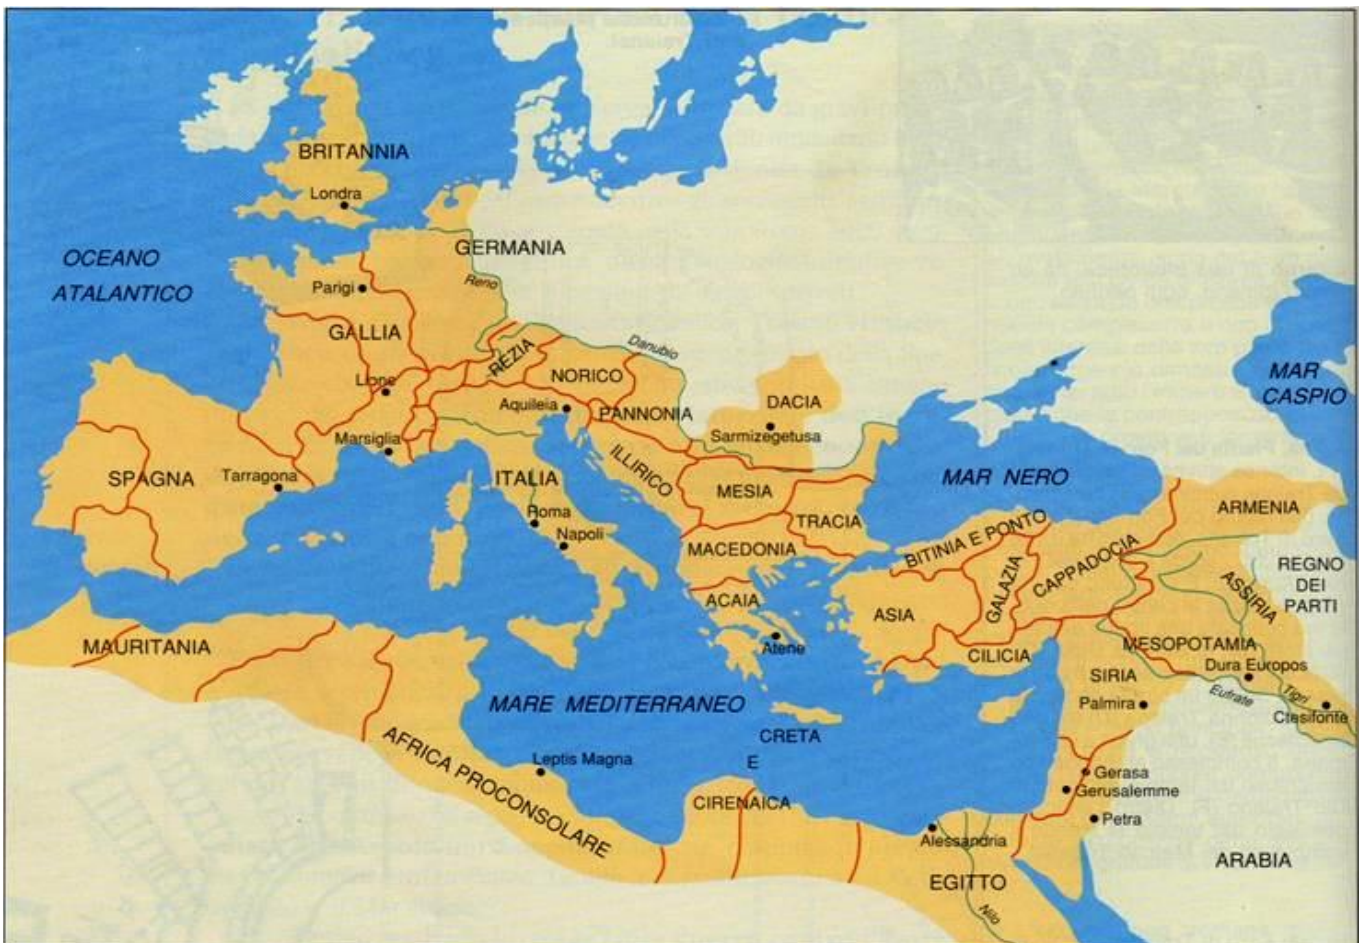 BRITANNIA
Londra
OCEANO
ATALANTICO
GERMANIA
Reno
Parigi
GALLIA
REZIA
Danubio
NORICO
Lione
Aquileia
PANNONIA
DACIA
Sarmizegetusa
MAR
CASPIO
Marsiglia
SPAGNA
Tarragona
ITALIA
ILLIRICO
MESIA
MAR NERO
ARMENIA
Roma
Napoli
TRACIA
MACEDONIA
BITINIA E PONTO
GALAZIA
CAPPADOCIA
REGNO
DEI
PARTI
ASSIRIA
ACAIA
ASIA
Atene
MAURITANIA
CILICIA
MESOPOTAMIA
Dura Europos
SIRIA
Eufrate
Tigri
Palmira
Ctesifonte
MARE MEDITERRANEO
CRETA
E
CIRENAICA
AFRICA PROCONSOLARE
Leptis Magna
Gerasa
Gerusalemme
Petra
Alessandria
EGITTO
Nilo
ARABIA